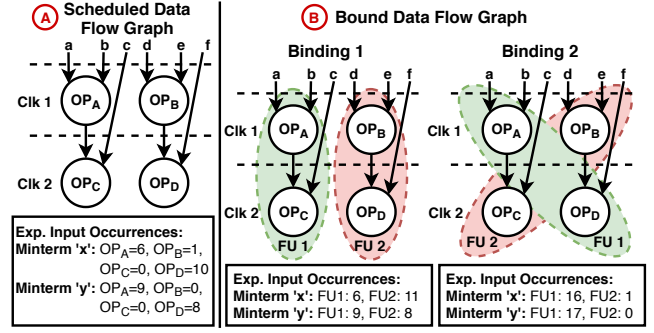 A Scheduled Data
Flow Graph
a b c d e f
Clk 1 OPA OPB
Clk 2 OPC OPD
Exp. Input Occurrences:
Minterm 'x': OPA=6, OPB=1,
OPC=0, OPD=10
Minterm 'y': OPA=9, OPB=0,
OPC=0, OPD=8
B Bound Data Flow Graph
Binding 1
a b c d e f
Clk 1 OPA OPB
Clk 2 OPC OPD
FU 1 FU 2
Exp. Input Occurrences:
Minterm 'x': FU1: 6, FU2: 11
Minterm 'y': FU1: 9, FU2: 8
Binding 2
a b c d e f
Clk 1 OPA OPB
Clk 2 OPC OPD
FU 2 FU 1
Exp. Input Occurrences:
Minterm 'x': FU1: 16, FU2: 1
Minterm 'y': FU1: 17, FU2: 0